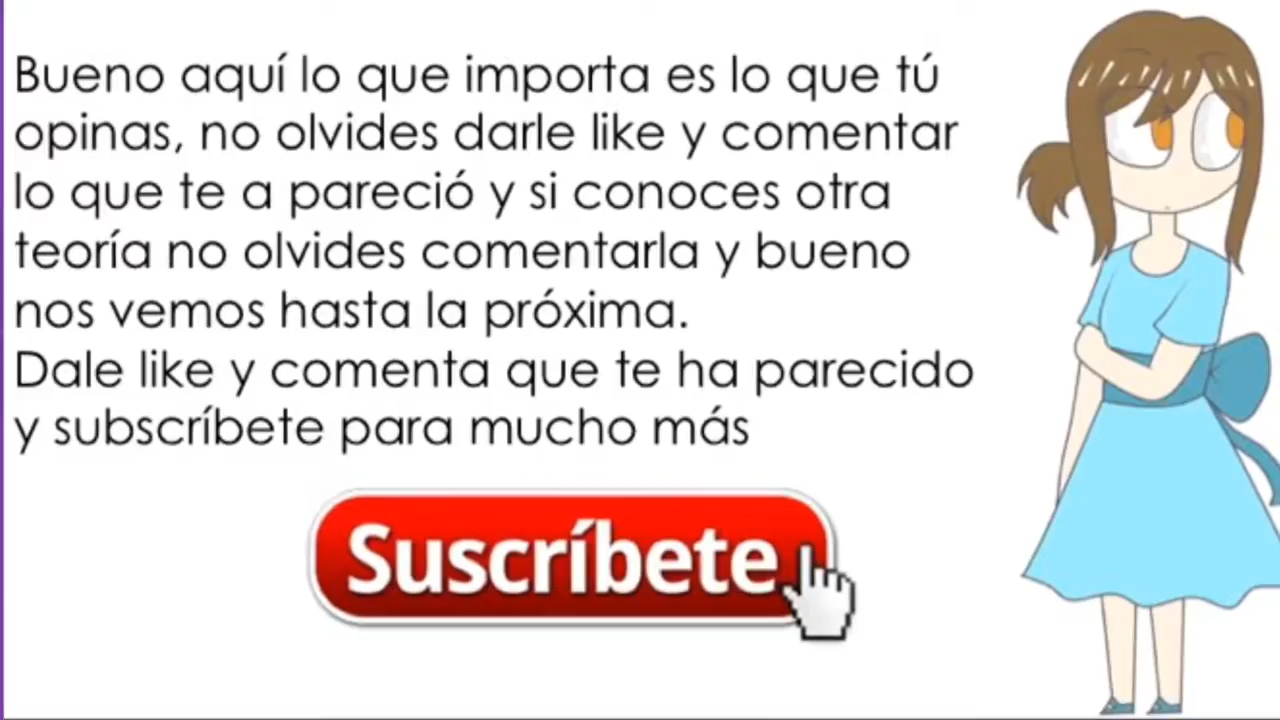 Bueno aquí lo que importa es lo que tú
opinas, no olvides darle like y comentar
lo que te a pareció y si conoces otra
teoría no olvides comentarla y bueno
nos vemos hasta la próxima.
Dale like y comenta que te ha parecido
y subscríbete para mucho más
Suscríbete